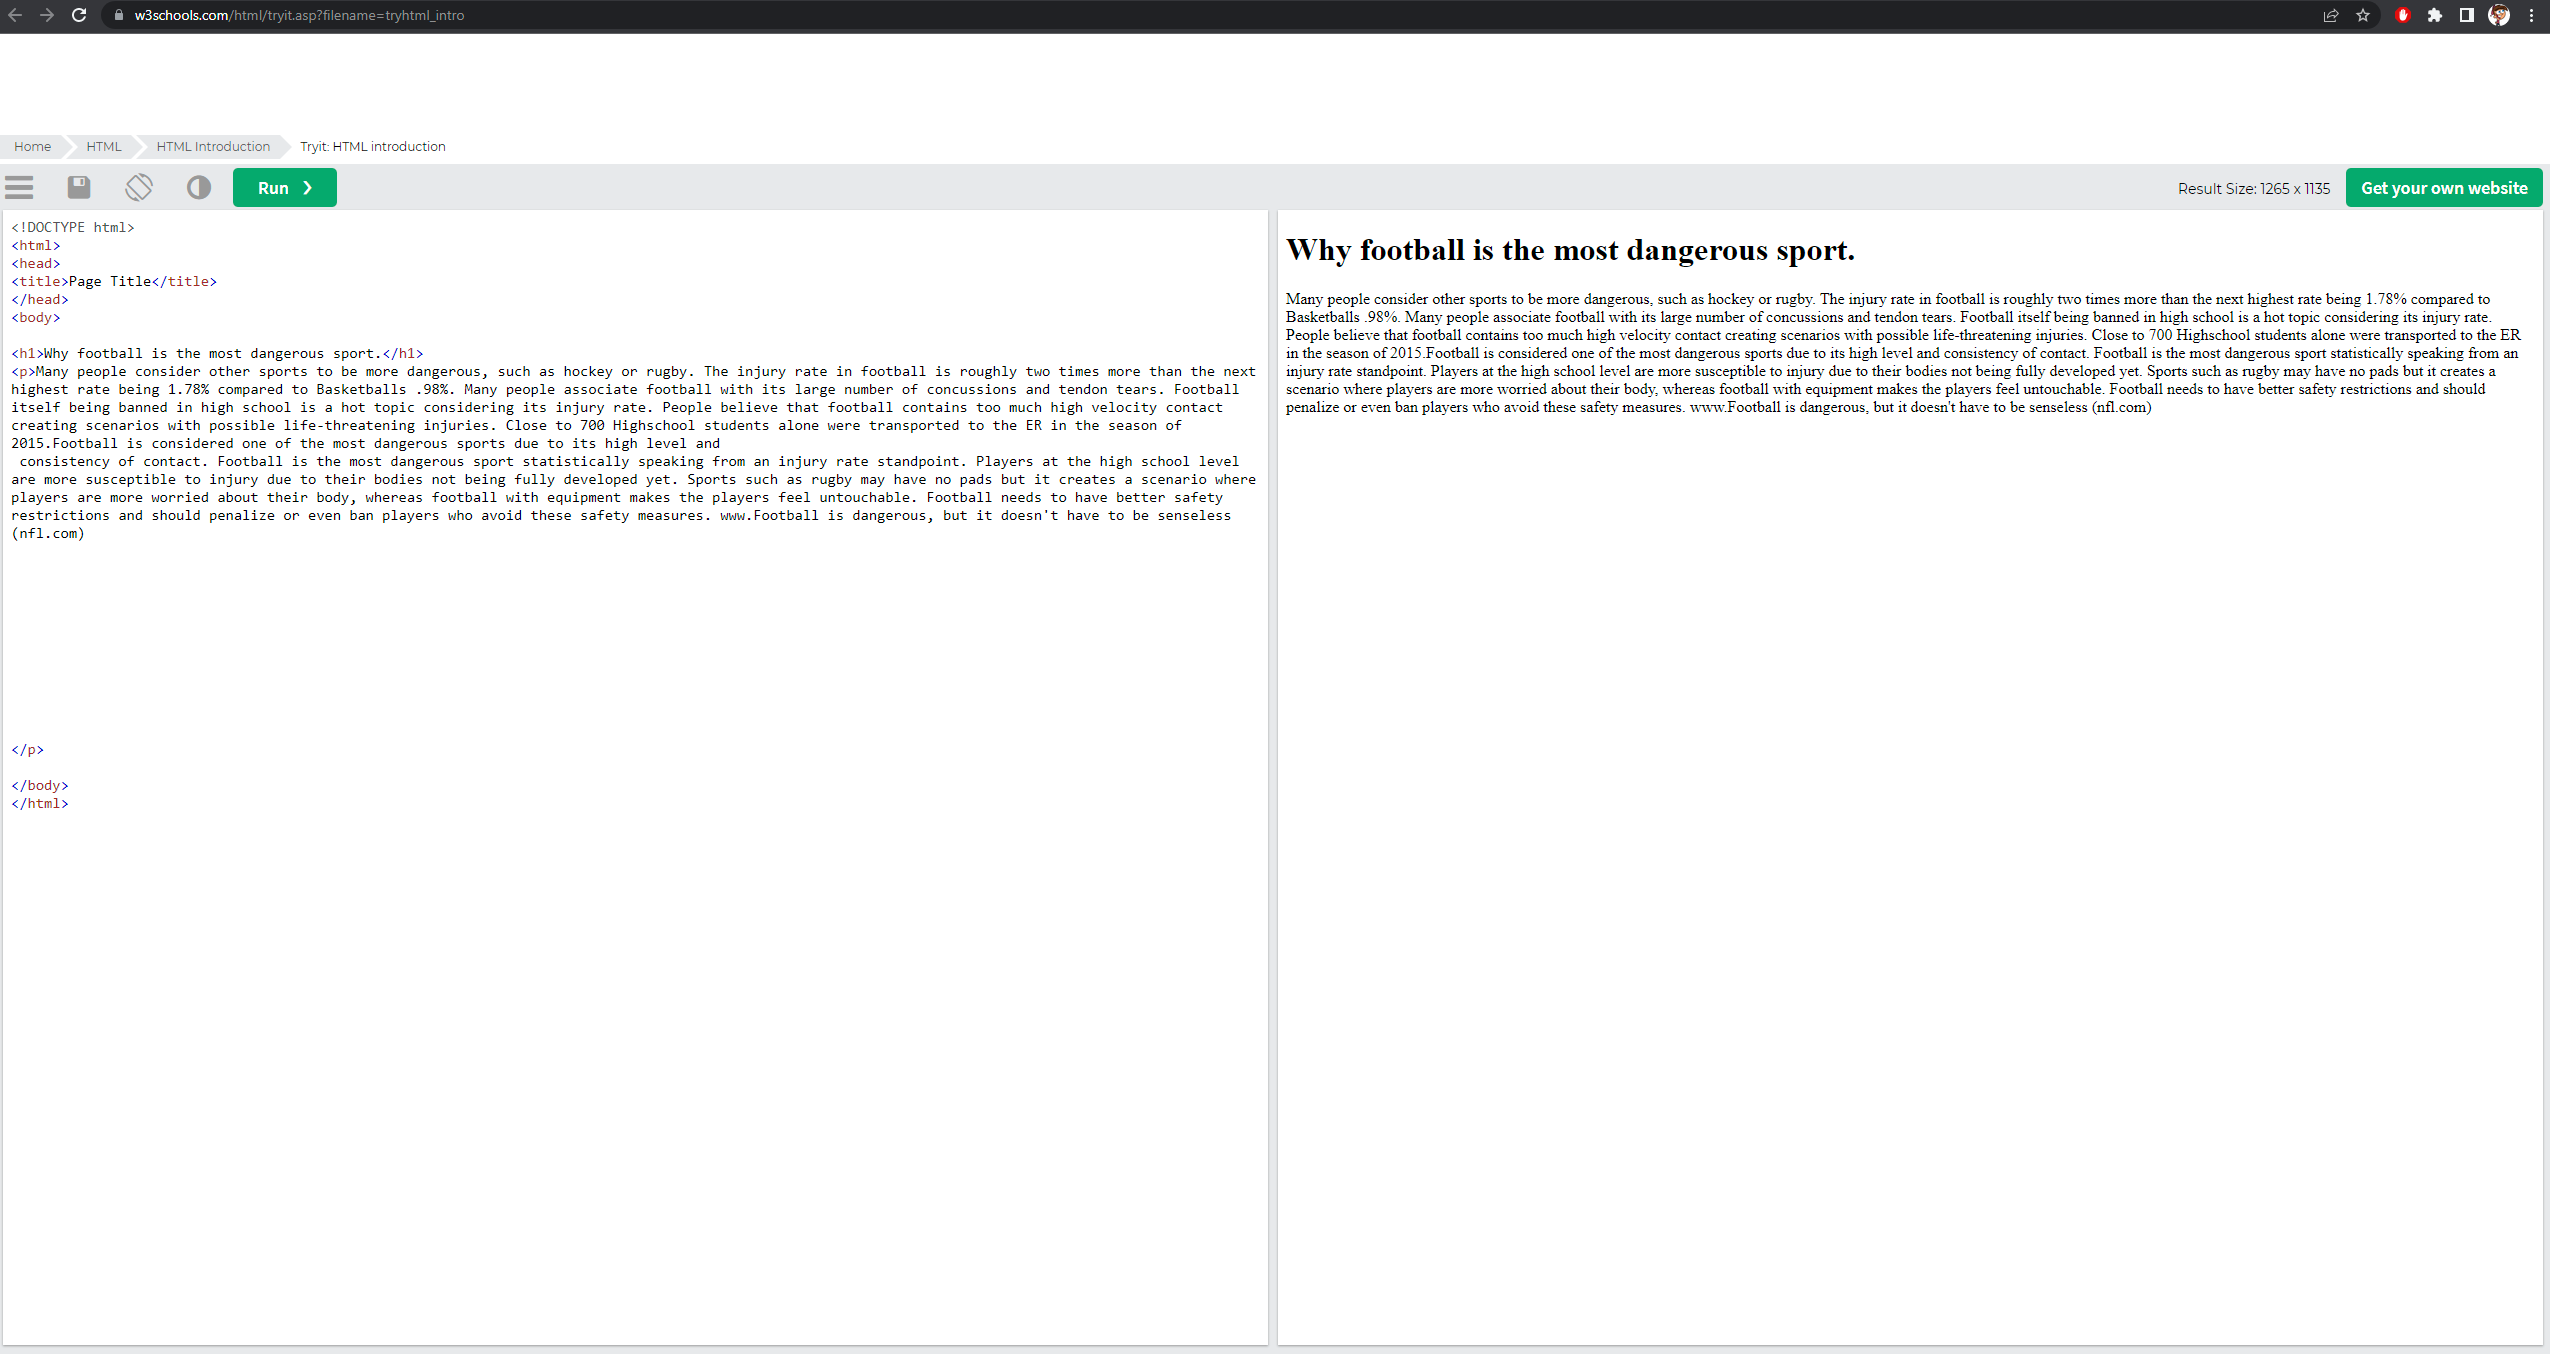 w3schools.com/html/tryit.asp?filename=tryhtml_intro
Home HTML HTML Introduction Tryit: HTML introduction
Run ❯ Result Size: 1265 x 1135 Get your own website
<!DOCTYPE html>
<html>
<head>
<title>Page Title</title>
</head>
<body>
<h1>Why football is the most dangerous sport.</h1>
<p>Many people consider other sports to be more dangerous, such as hockey or rugby. The injury rate in football is roughly two times more than the next
highest rate being 1.78% compared to Basketballs .98%. Many people associate football with its large number of concussions and tendon tears. Football
itself being banned in high school is a hot topic considering its injury rate. People believe that football contains too much high velocity contact
creating scenarios with possible life-threatening injuries. Close to 700 Highschool students alone were transported to the ER in the season of
2015.Football is considered one of the most dangerous sports due to its high level and
consistency of contact. Football is the most dangerous sport statistically speaking from an injury rate standpoint. Players at the high school level
are more susceptible to injury due to their bodies not being fully developed yet. Sports such as rugby may have no pads but it creates a scenario where
players are more worried about their body, whereas football with equipment makes the players feel untouchable. Football needs to have better safety
restrictions and should penalize or even ban players who avoid these safety measures. www.Football is dangerous, but it doesn't have to be senseless
(nfl.com)
</p>
</body>
</html>
Why football is the most dangerous sport.
Many people consider other sports to be more dangerous, such as hockey or rugby. The injury rate in football is roughly two times more than the next highest rate being 1.78% compared to
Basketballs .98%. Many people associate football with its large number of concussions and tendon tears. Football itself being banned in high school is a hot topic considering its injury rate.
People believe that football contains too much high velocity contact creating scenarios with possible life-threatening injuries. Close to 700 Highschool students alone were transported to the ER
in the season of 2015.Football is considered one of the most dangerous sports due to its high level and consistency of contact. Football is the most dangerous sport statistically speaking from an
injury rate standpoint. Players at the high school level are more susceptible to injury due to their bodies not being fully developed yet. Sports such as rugby may have no pads but it creates a
scenario where players are more worried about their body, whereas football with equipment makes the players feel untouchable. Football needs to have better safety restrictions and should
penalize or even ban players who avoid these safety measures. www.Football is dangerous, but it doesn't have to be senseless (nfl.com)